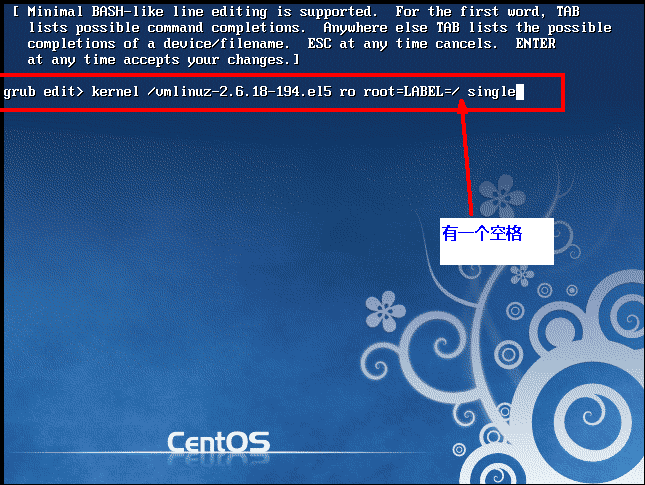 [ Minimal BASH-like line editing is supported.  For the first word, TAB
lists possible command completions.  Anywhere else TAB lists the possible
completions of a device/filename.  ESC at any time cancels.  ENTER
at any time accepts your changes.]
grub edit> kernel /vmlinuz-2.6.18-194.el5 ro root=LABEL=/ single
有一个空格
CentOS